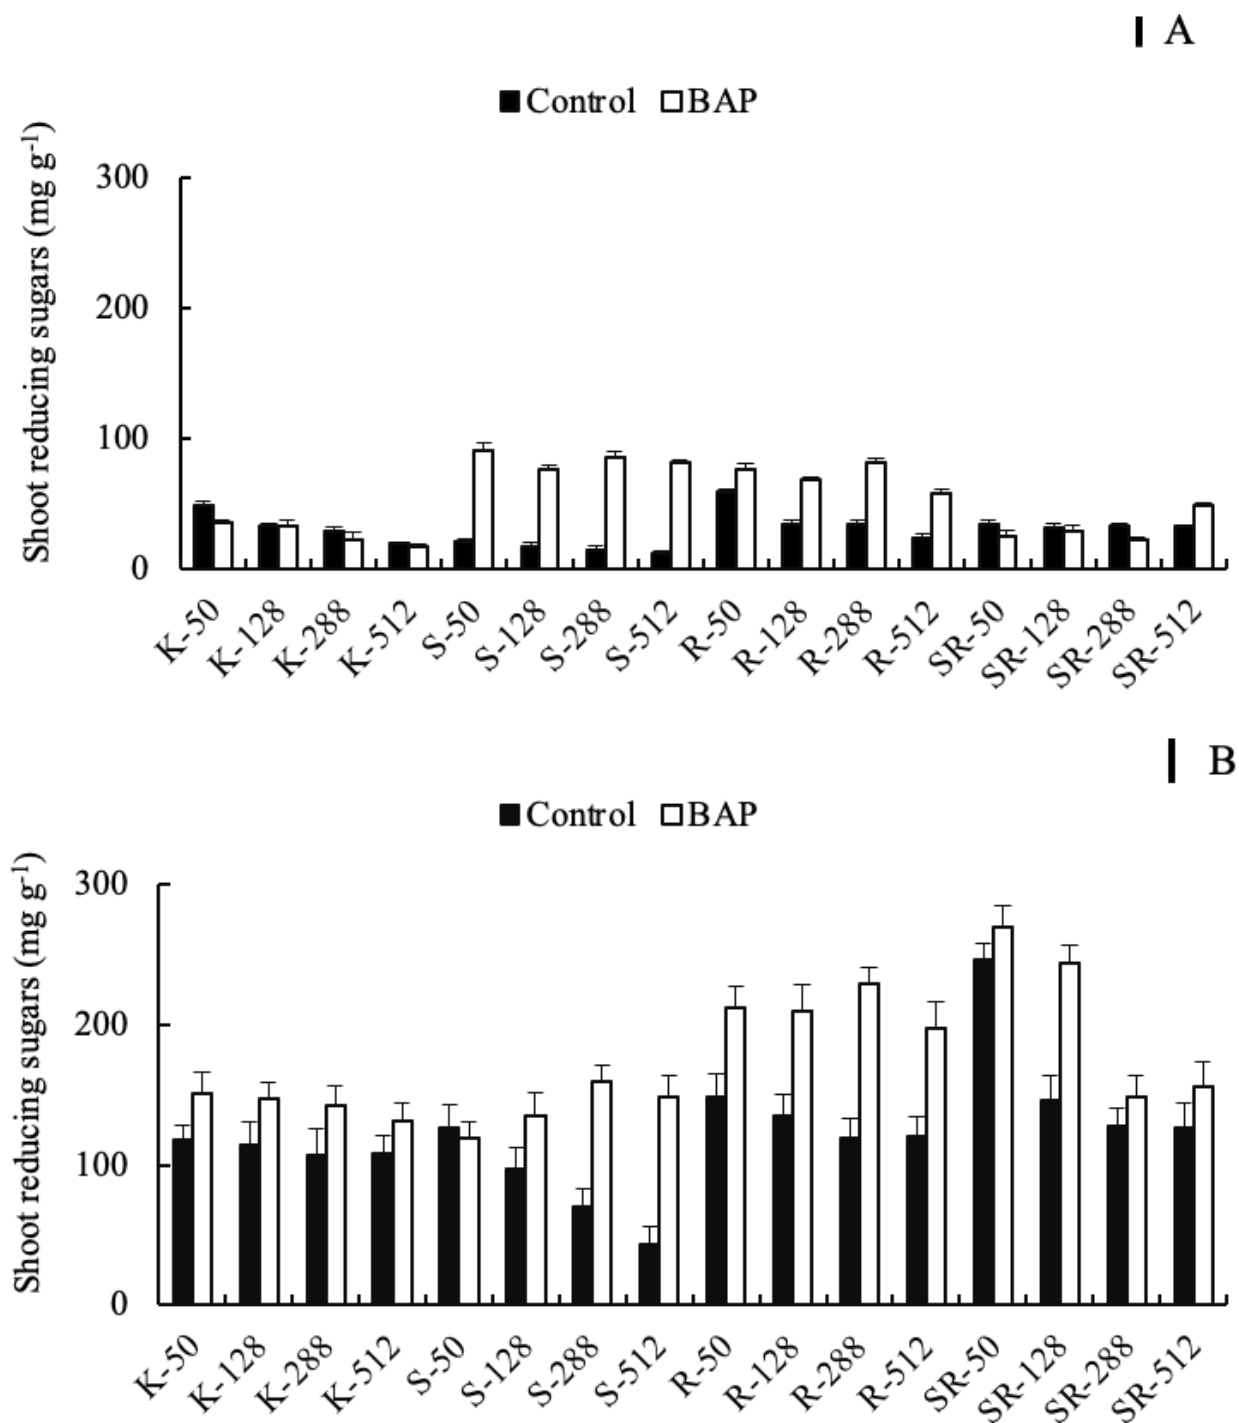 A
Control BAP
Shoot reducing sugars (mg g-1)
300
200
100
0
K-50 K-128 K-288 K-512 S-50 S-128 S-288 S-512 R-50 R-128 R-288 R-512 SR-50 SR-128 SR-288 SR-512
B
Control BAP
Shoot reducing sugars (mg g-1)
300
200
100
0
K-50 K-128 K-288 K-512 S-50 S-128 S-288 S-512 R-50 R-128 R-288 R-512 SR-50 SR-128 SR-288 SR-512